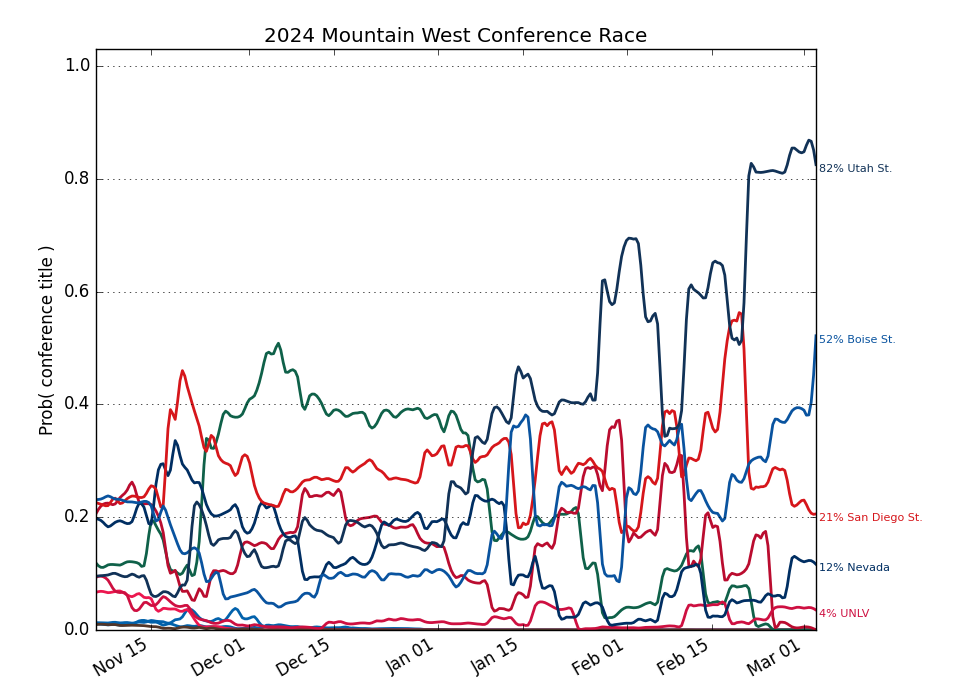 2024 Mountain West Conference Race
Prob( conference title )
1.0
0.8
0.6
0.4
0.2
0.0
82% Utah St.
52% Boise St.
21% San Diego St.
12% Nevada
4% UNLV
Nov 15
Dec 01
Dec 15
Jan 01
Jan 15
Feb 01
Feb 15
Mar 01